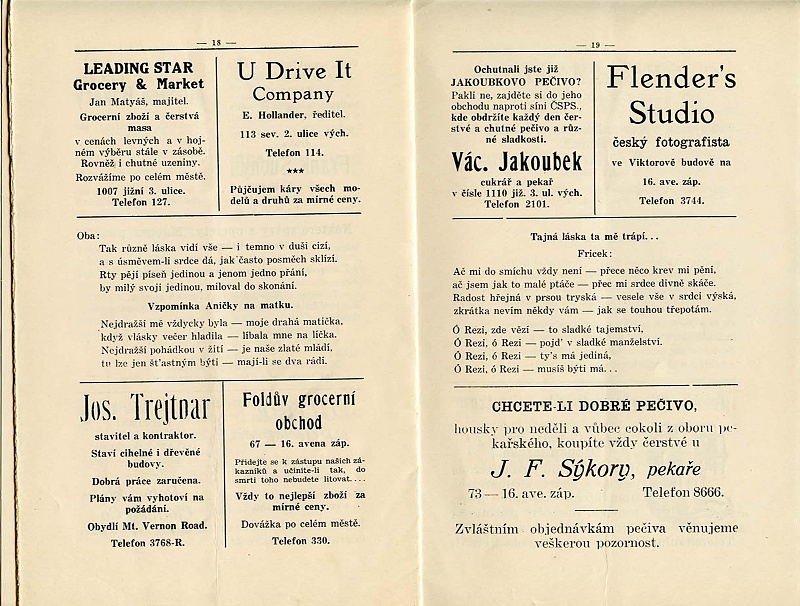 — 18 —
LEADING STAR
Grocery & Market
Jan Matyáš, majitel.
Grocerní zboží a čerstvá
masa
v cenách levných a v hoj-
ném výběru stále v zásobě.
Rovněž i chutné uzeniny.
Rozvážíme po celém městě.
1007 jižní 3. ulice.
Telefon 127.
U Drive It
Company
E. Hollander, ředitel.
113 sev. 2. ulice vých.
Telefon 114.
***
Půjčujem káry všech mo-
delů a druhů za mírné ceny.
Oba:
Tak různě láska vidí vše — i temno v duši cizí,
a s úsměvem-li srdce dá, jak často posměch sklízí.
Rty pějí píseň jedinou a jenom jedno přání,
by milý svoji jedinou, miloval do skonání.
Vzpomínka Aničky na matku.
Nejdražší mě vždycky byla — moje drahá matička,
když vlásky večer hladila — líbala mne na líčka.
Nejdražší pohádkou v žití — je naše zlaté mládí,
tu lze jen šťastným býti — mají-li se dva rádi.
Jos. Trejtnar
stavitel a kontraktor.
Staví cihelné i dřevěné
budovy.
Dobrá práce zaručena.
Plány vám vyhotoví na
požádání.
Obydlí Mt. Vernon Road.
Telefon 3768-R.
Foldův grocerní
obchod
67 — 16. avena záp.
Přidejte se k zástupu našich zá-
kazníků a učiníte-li tak, do
smrti toho nebudete litovat....
Vždy to nejlepší zboží za
mírné ceny.
Dovážka po celém městě.
Telefon 330.
— 19 —
Ochutnali jste již
JAKOUBKOVO PEČIVO?
Pakli ne, zajděte si do jeho
obchodu naproti síni ČSPS.,
kde obdržíte každý den čer-
stvé a chutné pečivo a růz-
né sladkosti.
Vác. Jakoubek
cukrář a pekař
v čísle 1110 již. 3. ul. vých.
Telefon 2101.
Flender's
Studio
český fotografista
ve Viktorově budově na
16. ave. záp.
Telefon 3744.
Tajná láska ta mě trápí...
Fricek:
Ač mi do smíchu vždy není — přece něco krev mi pění,
ač jsem jak to malé ptáče — přec mi srdce divně skáče.
Radost hřejná v prsou tryská — vesele vše v srdci výská,
zkrátka nevím někdy vám — jak se touhou třepotám.
Ó Rezi, zde vězí — to sladké tajemství,
Ó Rezi, ó Rezi — pojď v sladké manželství.
Ó Rezi, ó Rezi — ty's má jediná,
Ó Rezi, ó Rezi — musíš býti má...
CHCETE-LI DOBRÉ PEČIVO,
housky pro neděli a vůbec cokoli z oboru pe-
kařského, koupíte vždy čerstvé u
J. F. Sýkory, pekaře
73 — 16. ave. záp. Telefon 8666.
Zvláštním objednávkám pečiva věnujeme
veškerou pozornost.